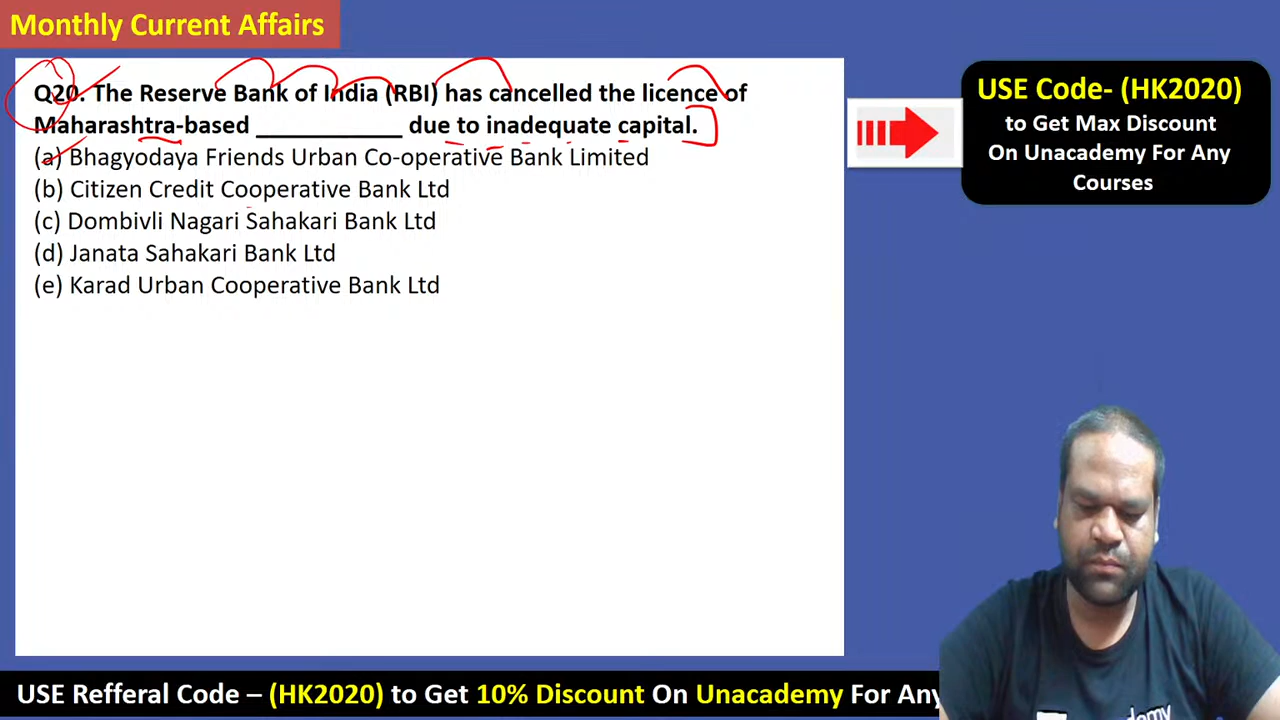 Monthly Current Affairs
Q20. The Reserve Bank of India (RBI) has cancelled the licence of
Maharashtra-based ____________ due to inadequate capital.
(a) Bhagyodaya Friends Urban Co-operative Bank Limited
(b) Citizen Credit Cooperative Bank Ltd
(c) Dombivli Nagari Sahakari Bank Ltd
(d) Janata Sahakari Bank Ltd
(e) Karad Urban Cooperative Bank Ltd
USE Code- (HK2020)
to Get Max Discount
On Unacademy For Any
Courses
USE Refferal Code – (HK2020) to Get 10% Discount On Unacademy For Any